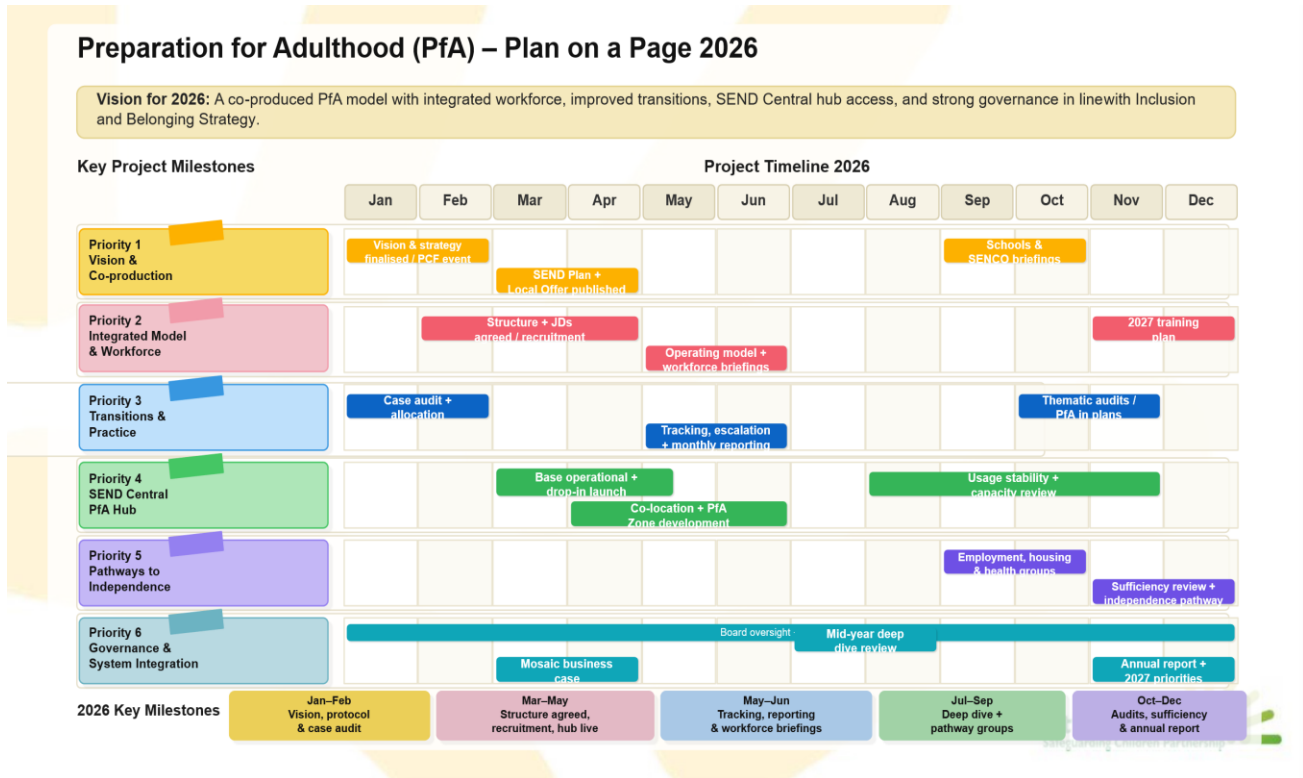 Preparation for Adulthood (PfA) – Plan on a Page 2026
Vision for 2026: A co-produced PfA model with integrated workforce, improved transitions, SEND Central hub access, and strong governance in linewith Inclusion
and Belonging Strategy.
Key Project Milestones
Project Timeline 2026
Jan Feb Mar Apr May Jun Jul Aug Sep Oct Nov Dec
Priority 1
Vision &
Co-production
Vision & strategy
finalised / PCF event
SEND Plan +
Local Offer published
Schools &
SENCO briefings
Priority 2
Integrated Model
& Workforce
Structure + JDs
agreed / recruitment
Operating model +
workforce briefings
2027 training
plan
Priority 3
Transitions &
Practice
Case audit +
allocation
Tracking, escalation
+ monthly reporting
Thematic audits /
PfA in plans
Priority 4
SEND Central
PfA Hub
Base operational +
drop-in launch
Co-location + PfA
Zone development
Usage stability +
capacity review
Priority 5
Pathways to
Independence
Employment, housing
& health groups
Sufficiency review +
independence pathway
Priority 6
Governance &
System Integration
Board oversight
Mid-year deep
dive review
Mosaic business
case
Annual report +
2027 priorities
2026 Key Milestones
Jan–Feb
Vision, protocol
& case audit
Mar–May
Structure agreed,
recruitment, hub live
May–Jun
Tracking, reporting
& workforce briefings
Jul–Sep
Deep dive +
pathway groups
Oct–Dec
Audits, sufficiency
& annual report
Safeguarding Children Partnership